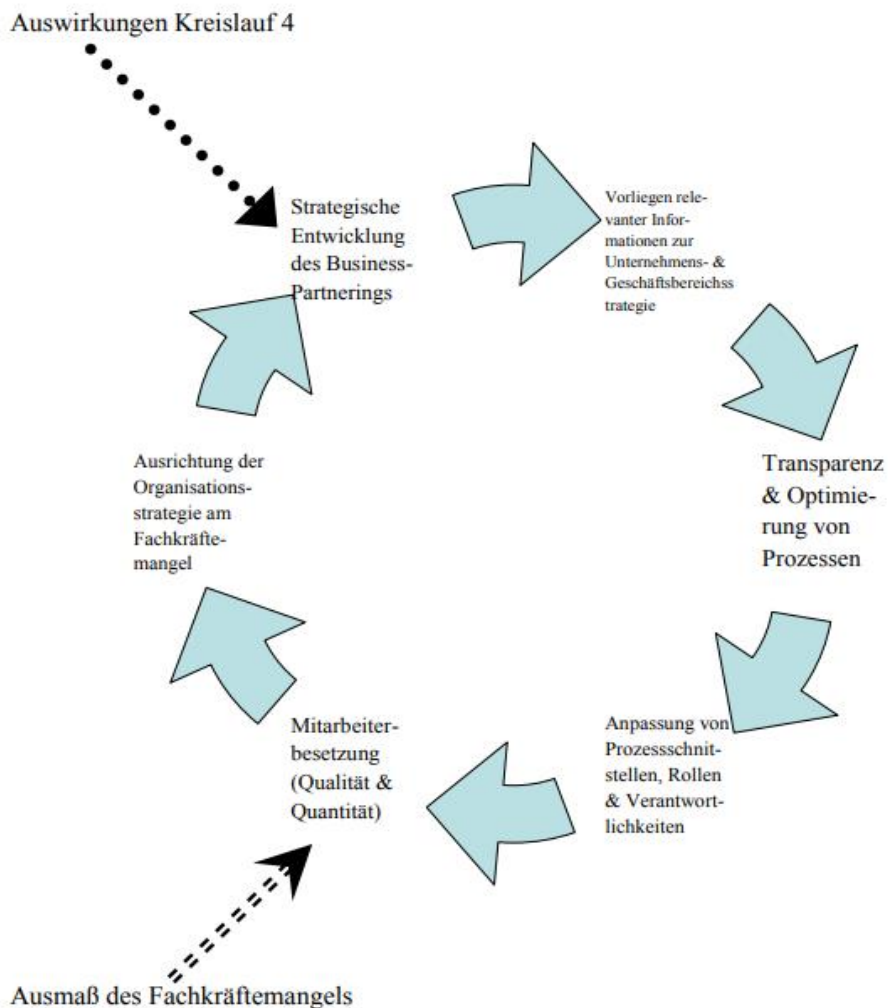 Auswirkungen Kreislauf 4
Strategische
Entwicklung
des Business-
Partnerings
Vorliegen rele-
vanter Infor-
mationen zur
Unternehmens- &
Geschäftsbereichss
trategie
Transparenz
& Optimie-
rung von
Prozessen
Anpassung von
Prozessschnitt-
stellen, Rollen
& Verantwort-
lichkeiten
Mitarbeiter-
besetzung
(Qualität &
Quantität)
Ausrichtung der
Organisations-
strategie am
Fachkräfte-
mangel
Ausmaß des Fachkräftemangels